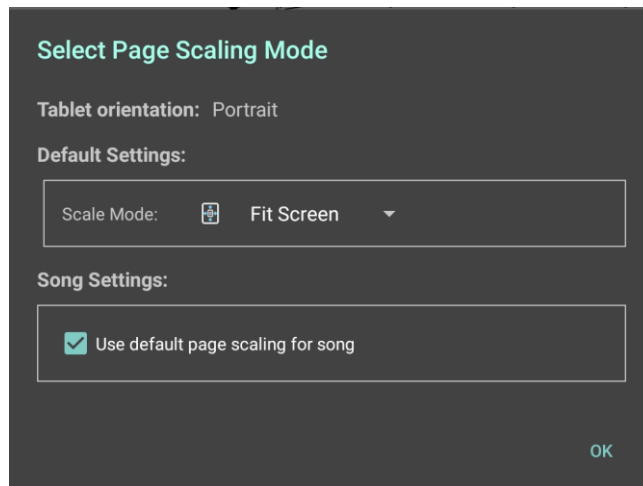 Select Page Scaling Mode
Tablet orientation: Portrait
Default Settings:
Scale Mode: Fit Screen
Song Settings:
Use default page scaling for song
OK